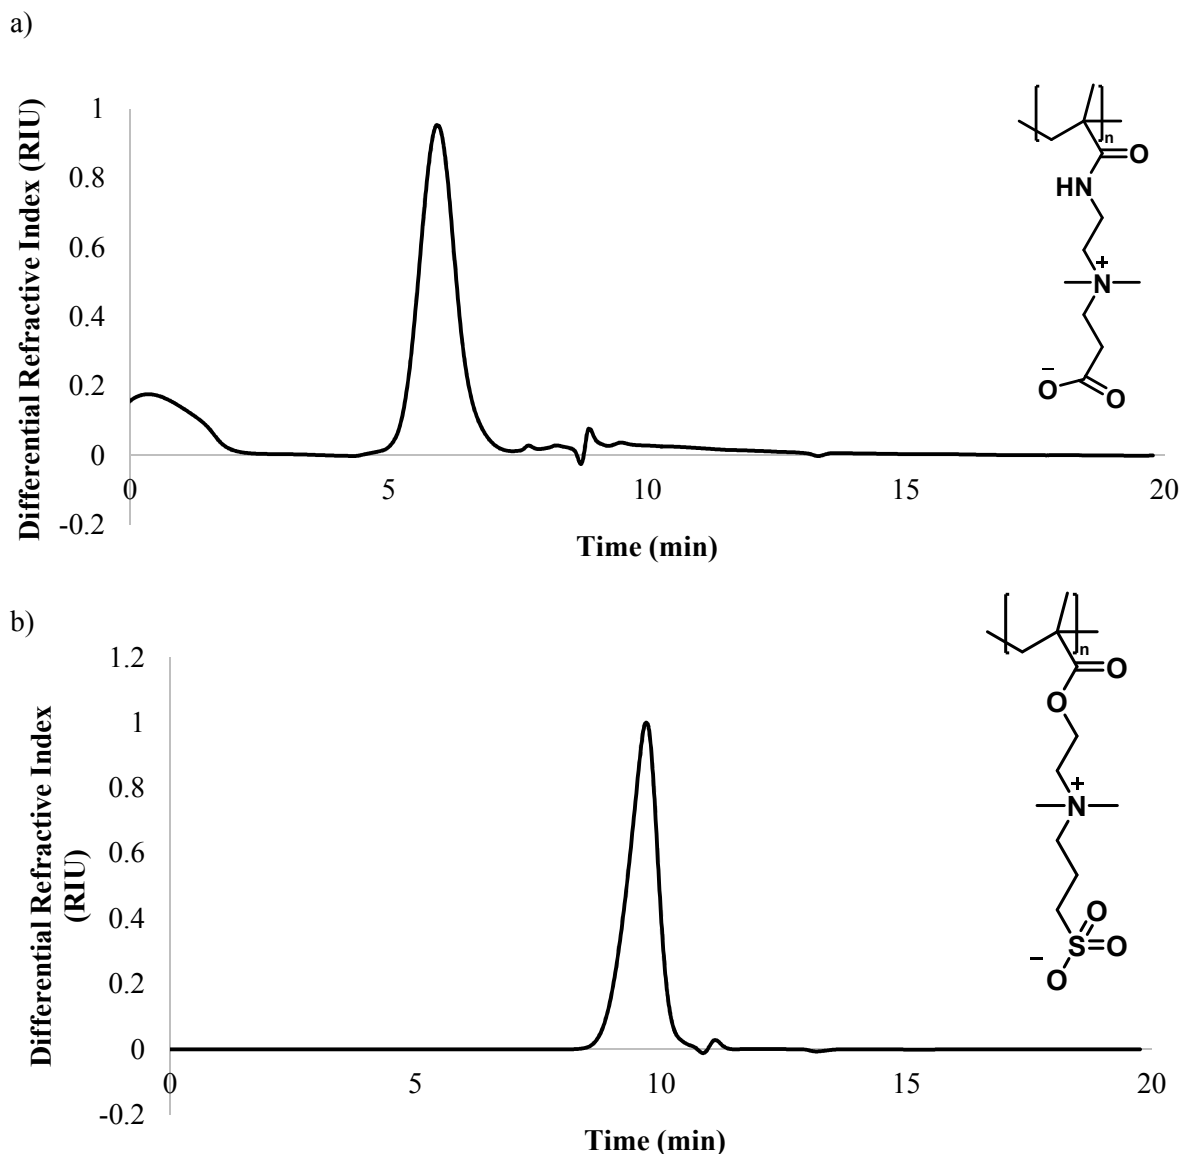 a)
Differential Refractive Index (RIU)
1
0.8
0.6
0.4
0.2
0
-0.2
0
5
10
15
20
Time (min)
n
O
HN
+
N
−
O
O
b)
Differential Refractive Index
(RIU)
1.2
1
0.8
0.6
0.4
0.2
0
-0.2
0
5
10
15
20
Time (min)
n
O
O
+
N
O
S
O
−
O